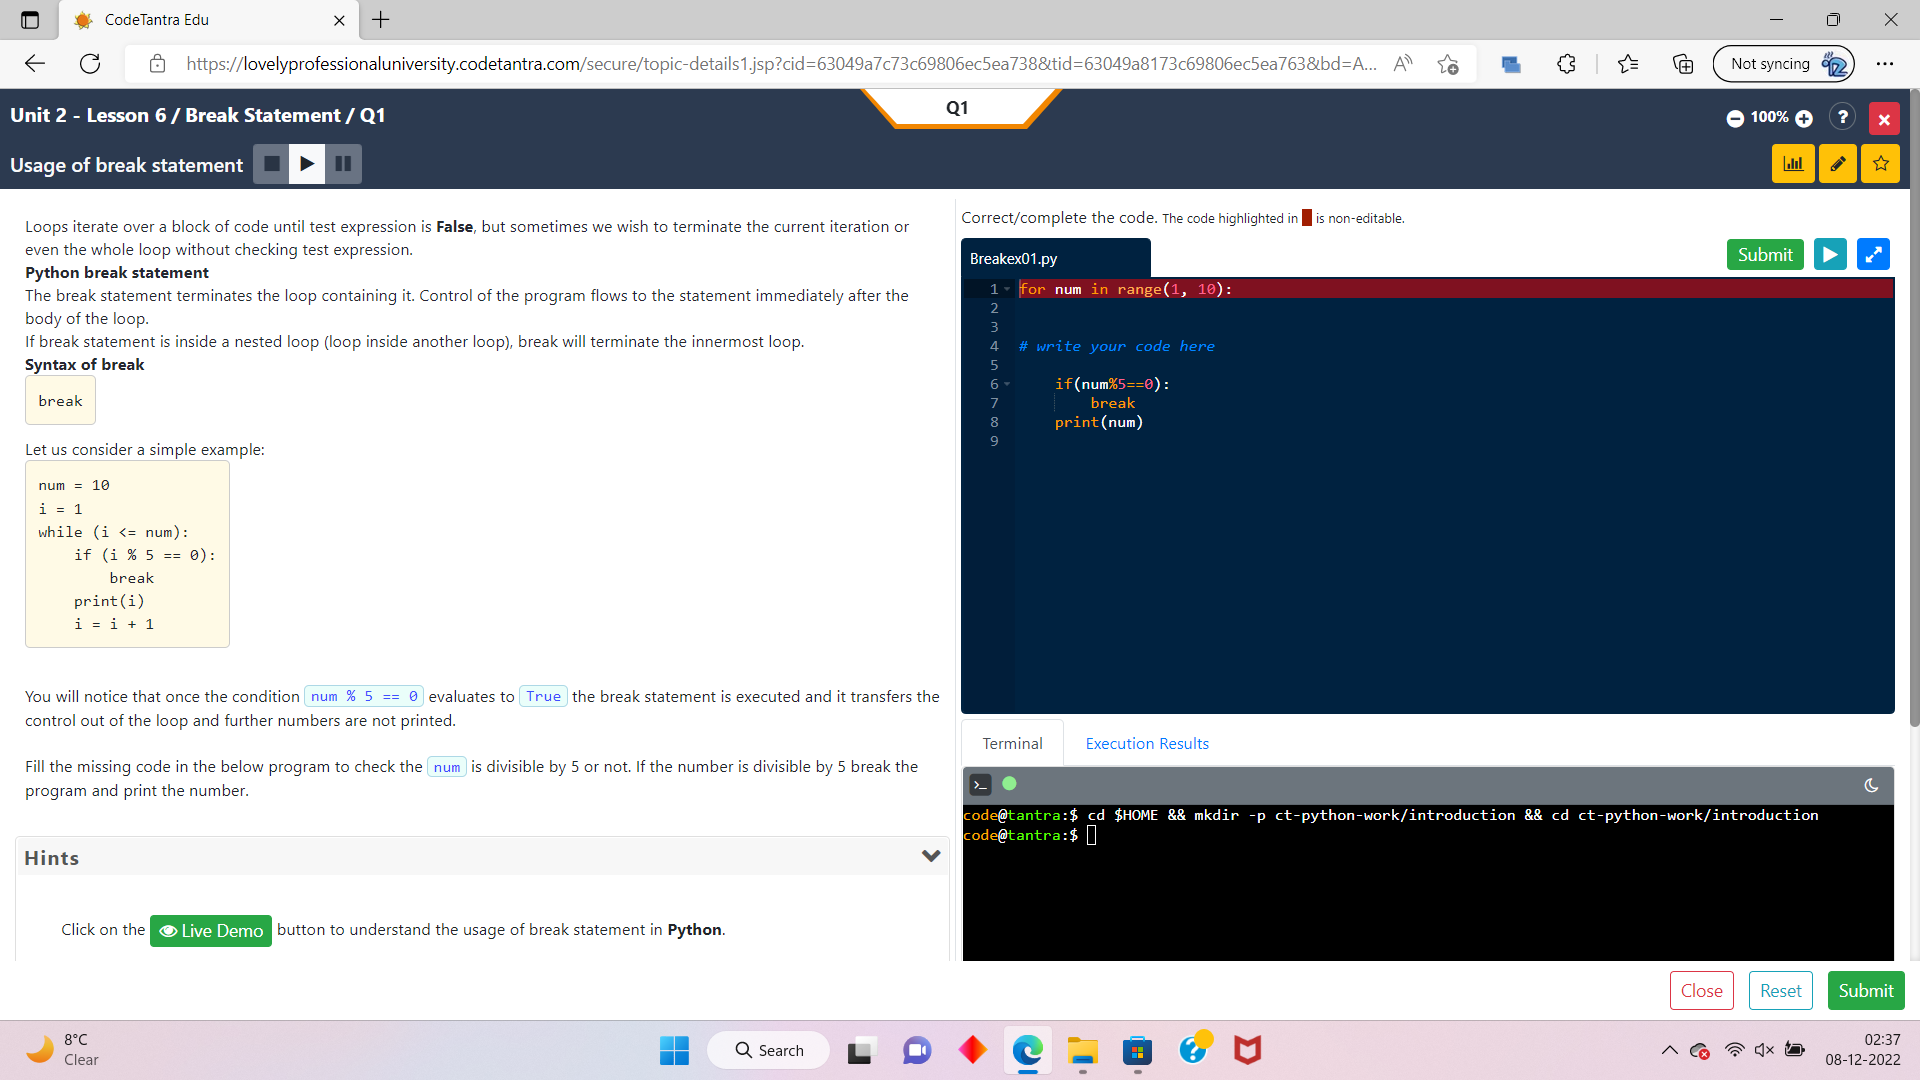 CodeTantra Edu
https://lovelyprofessionaluniversity.codetantra.com/secure/topic-details1.jsp?cid=63049a7c73c69806ec5ea738&tid=63049a8173c69806ec5ea763&bd=A...
Not syncing
Unit 2 - Lesson 6 / Break Statement / Q1
Q1
100%
?
Usage of break statement
Loops iterate over a block of code until test expression is False, but sometimes we wish to terminate the current iteration or
even the whole loop without checking test expression.
Python break statement
The break statement terminates the loop containing it. Control of the program flows to the statement immediately after the
body of the loop.
If break statement is inside a nested loop (loop inside another loop), break will terminate the innermost loop.
Syntax of break
break
Let us consider a simple example:
num = 10
i = 1
while (i <= num):
    if (i % 5 == 0):
        break
    print(i)
    i = i + 1
You will notice that once the condition num % 5 == 0 evaluates to True the break statement is executed and it transfers the
control out of the loop and further numbers are not printed.
Fill the missing code in the below program to check the num is divisible by 5 or not. If the number is divisible by 5 break the
program and print the number.
Hints
Click on the Live Demo button to understand the usage of break statement in Python.
Correct/complete the code. The code highlighted in is non-editable.
Breakex01.py
Submit
1 for num in range(1, 10):
2
3
4 # write your code here
5
6     if(num%5==0):
7         break
8     print(num)
9
Terminal
Execution Results
code@tantra:$ cd $HOME && mkdir -p ct-python-work/introduction && cd ct-python-work/introduction
code@tantra:$
Close
Reset
Submit
8°C
Clear
Search
02:37
08-12-2022